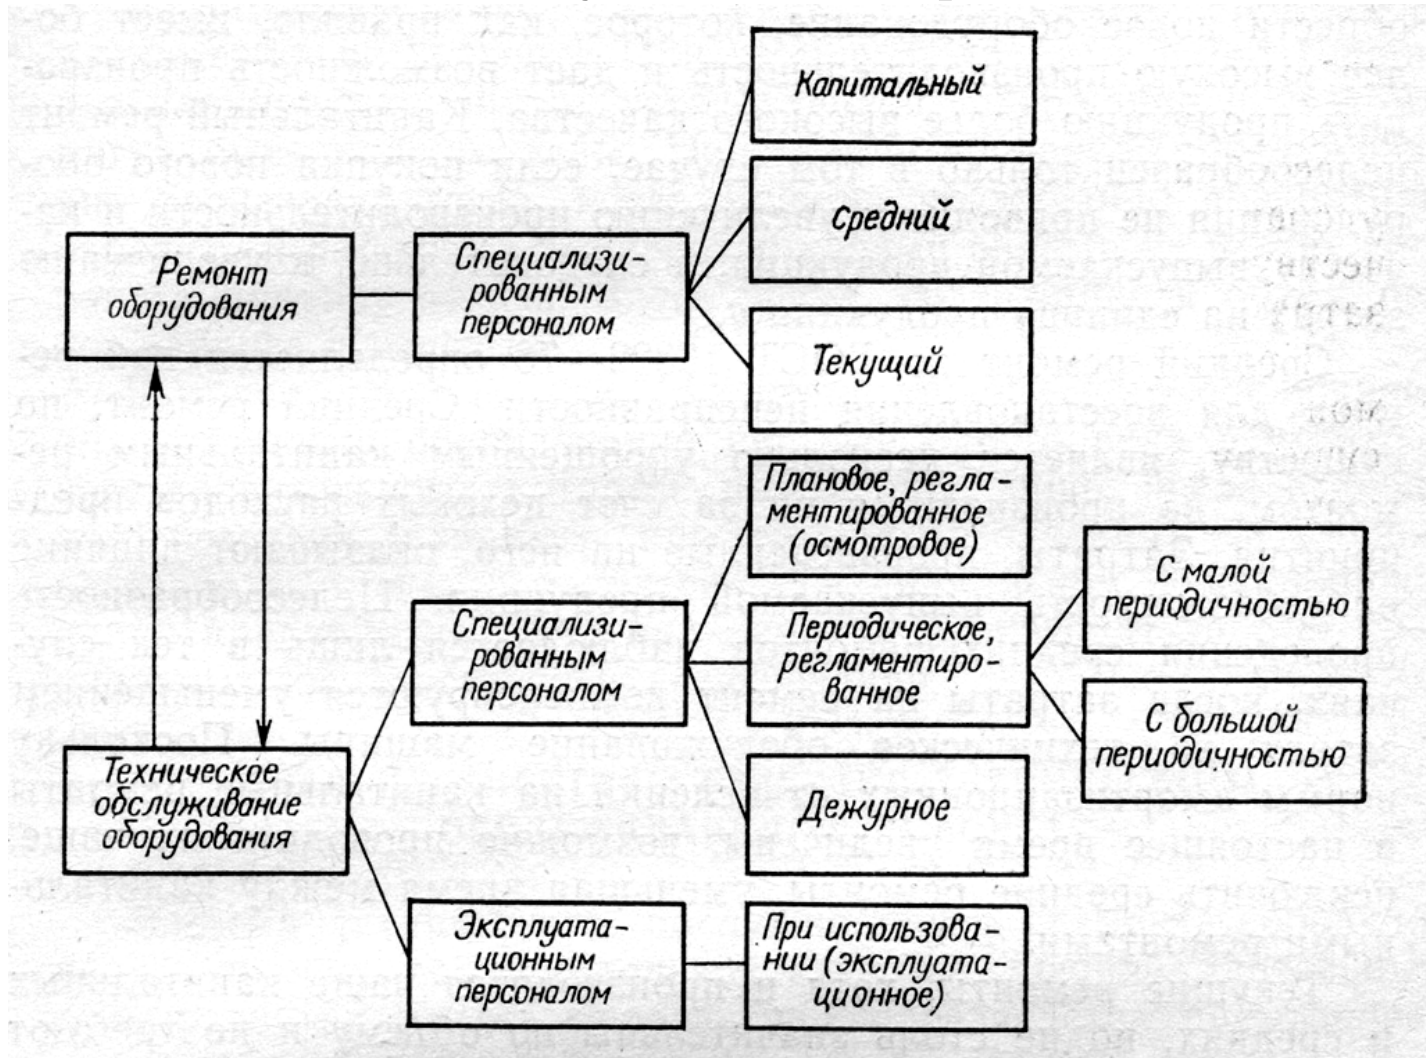 Капитальный
Средний
Ремонт
оборудования
Специализи-
рованным
персоналом
Текущий
Плановое, регла-
ментированное
(осмотровое)
С малой
периодичностью
Специализи-
рованным
персоналом
Периодическое,
регламентиро-
ванное
С большой
периодичностью
Техническое
обслуживание
оборудования
Дежурное
Эксплуата-
ционным
персоналом
При использова-
нии (эксплуата-
ционное)